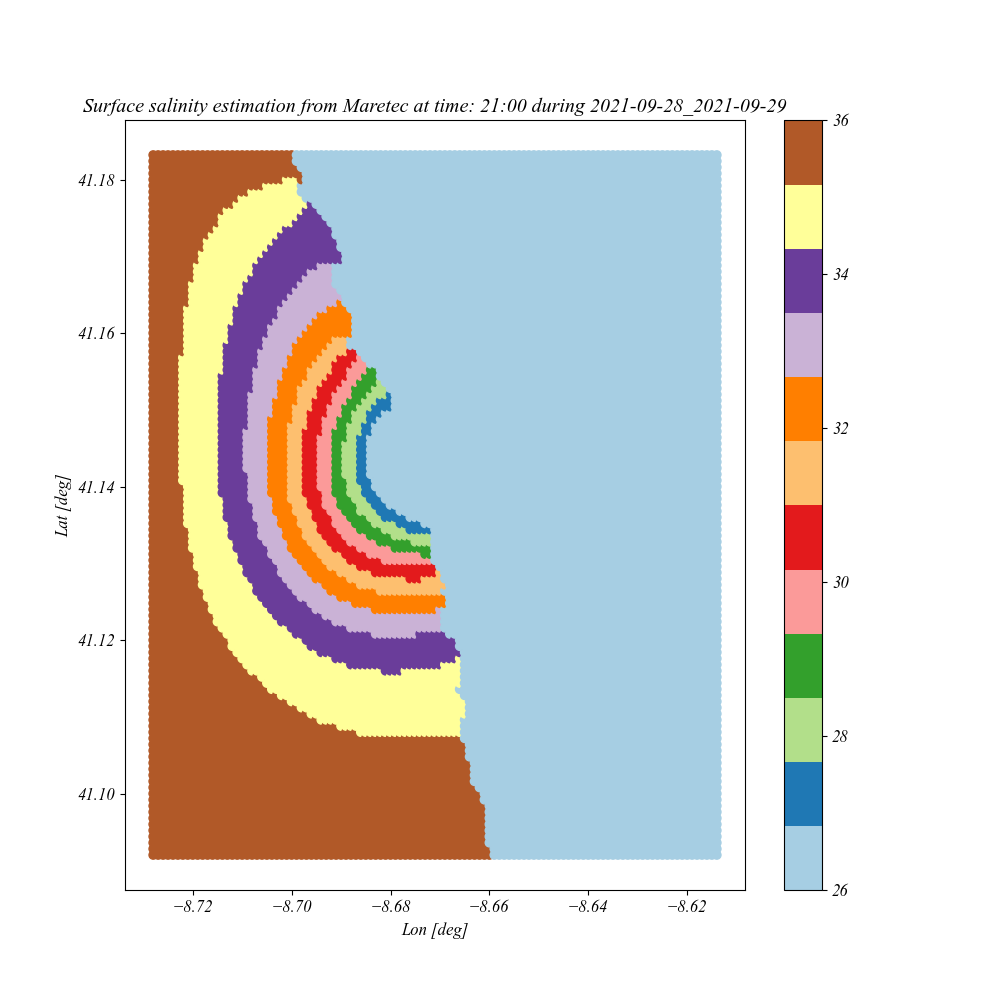 Surface salinity estimation from Maretec at time: 21:00 during 2021-09-28_2021-09-29
41.18
41.16
41.14
41.12
41.10
Lat [deg]
−8.72 −8.70 −8.68 −8.66 −8.64 −8.62
Lon [deg]
36
34
32
30
28
26